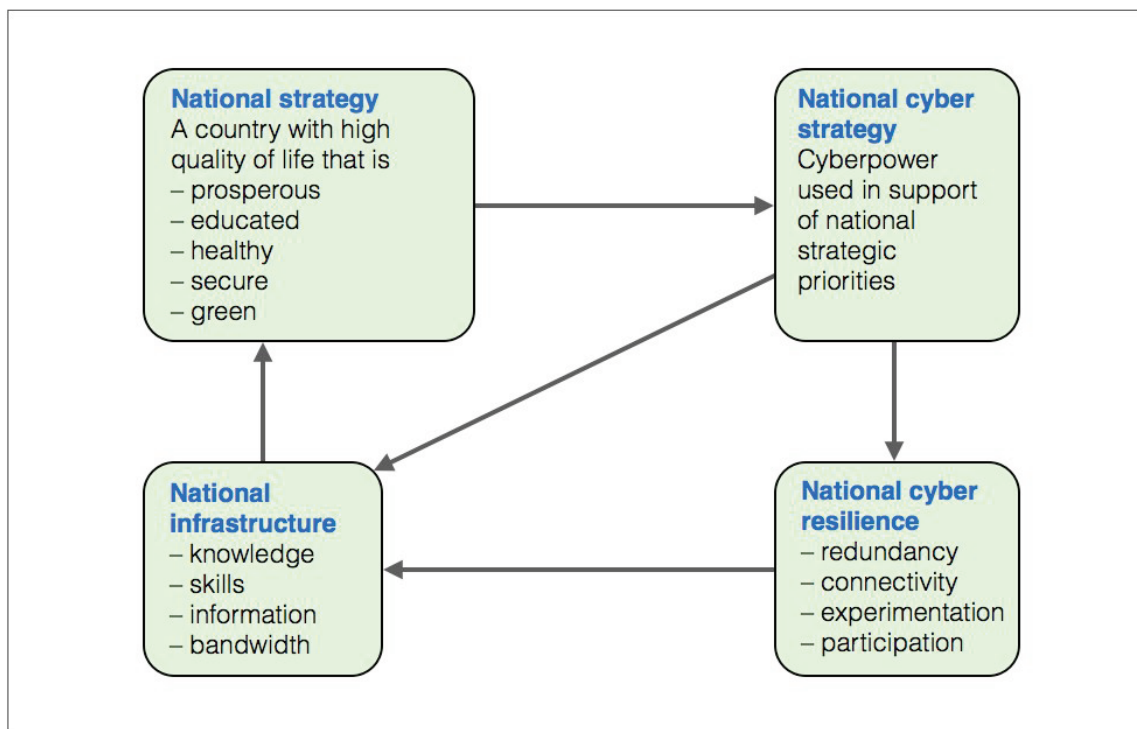 National strategy
A country with high
quality of life that is
– prosperous
– educated
– healthy
– secure
– green
National cyber
strategy
Cyberpower
used in support
of national
strategic
priorities
National
infrastructure
– knowledge
– skills
– information
– bandwidth
National cyber
resilience
– redundancy
– connectivity
– experimentation
– participation